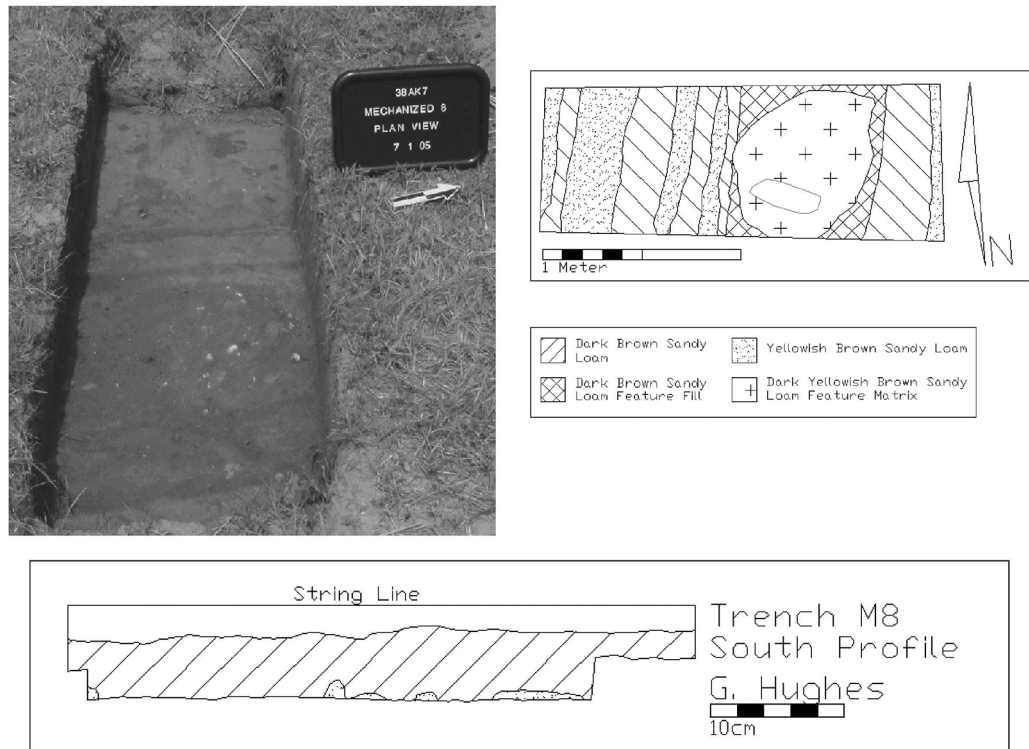 38AK7
MECHANIZED 8
PLAN VIEW
7 1 05
N
1 Meter
Dark Brown Sandy
Loam
Yellowish Brown Sandy Loam
Dark Brown Sandy
Loam Feature Fill
Dark Yellowish Brown Sandy
Loam Feature Matrix
String Line
Trench M8
South Profile
G. Hughes
10cm